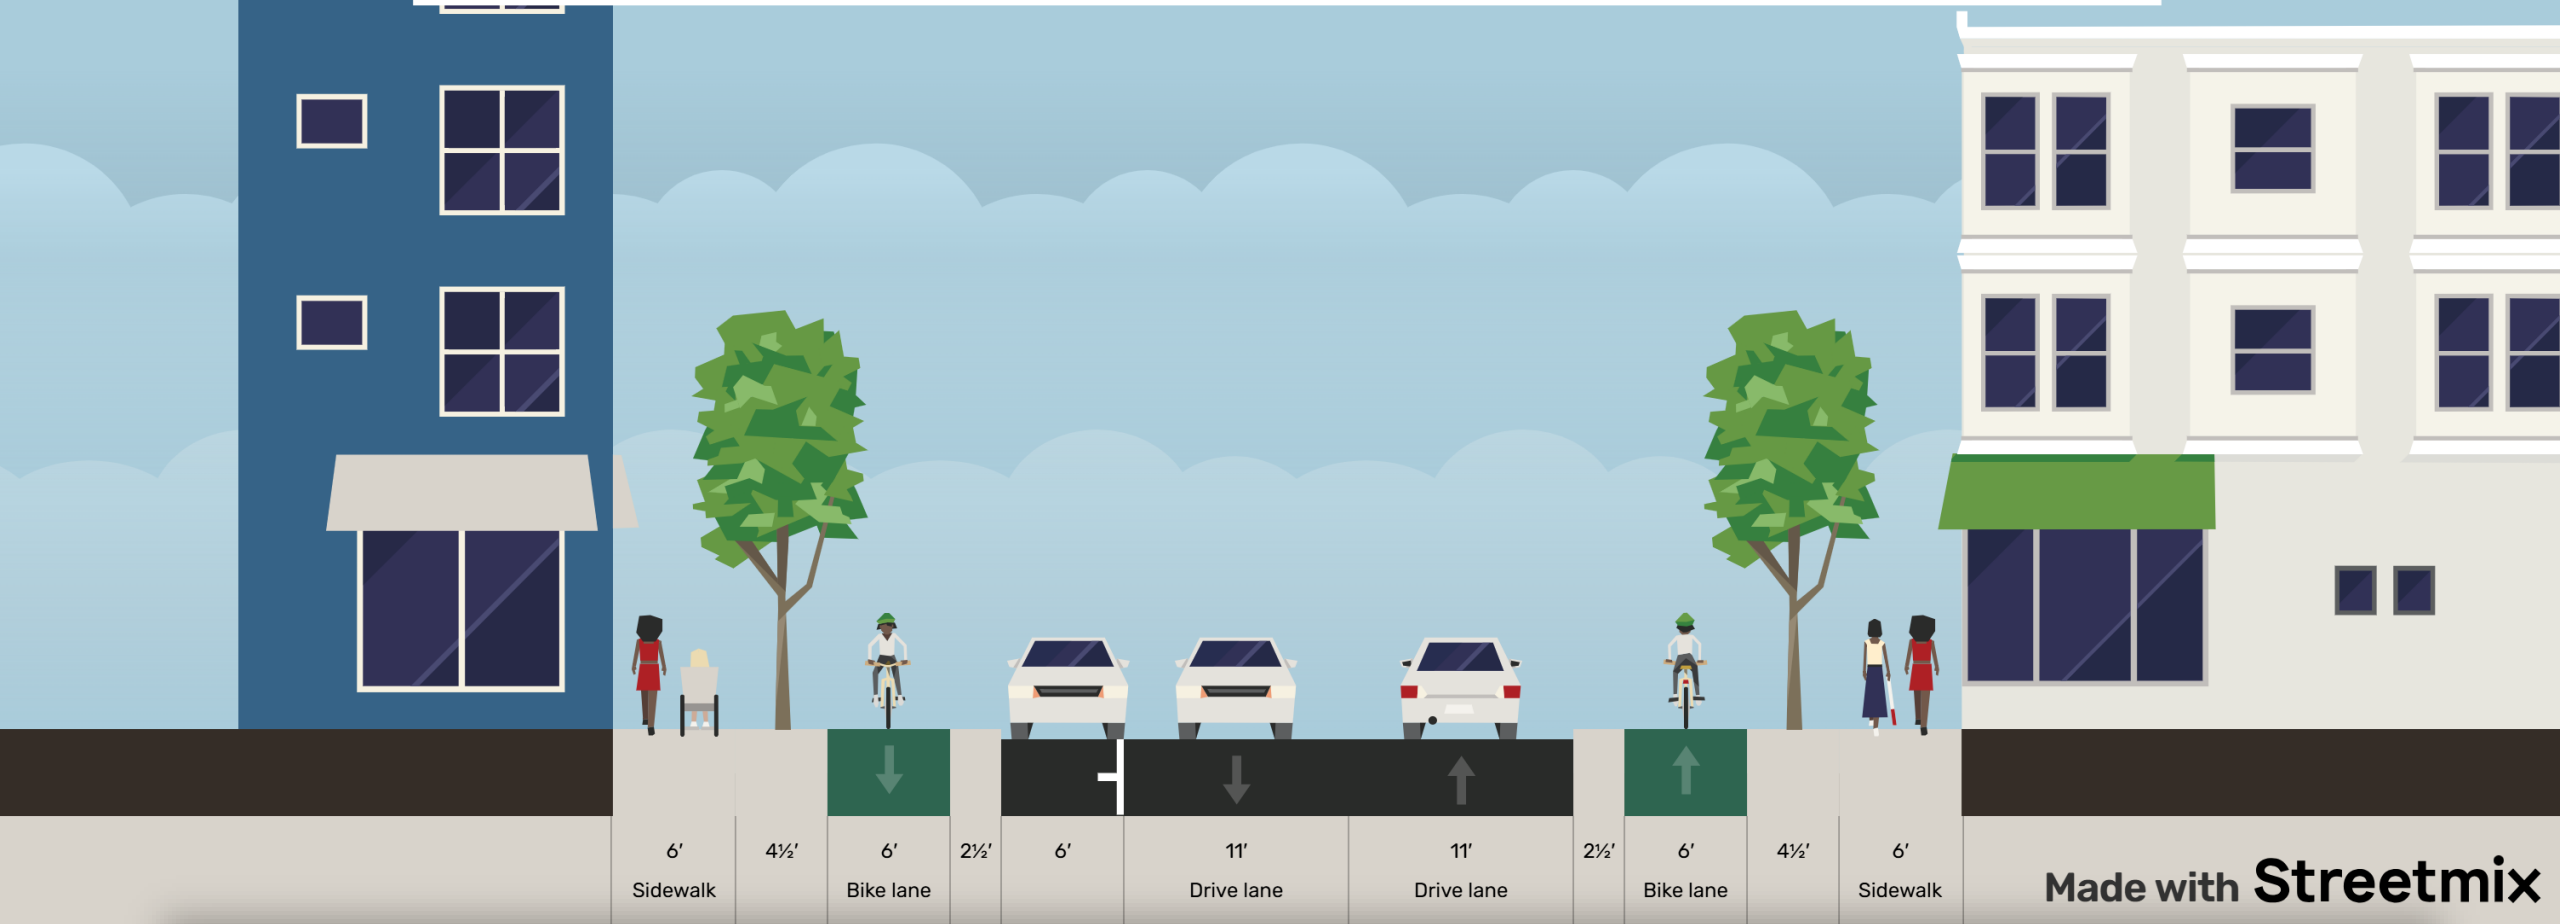 6′ 4½′ 6′ 2½′ 6′ 11′ 11′ 2½′ 6′ 4½′ 6′
Sidewalk Bike lane Drive lane Drive lane Bike lane Sidewalk
Made with Streetmix